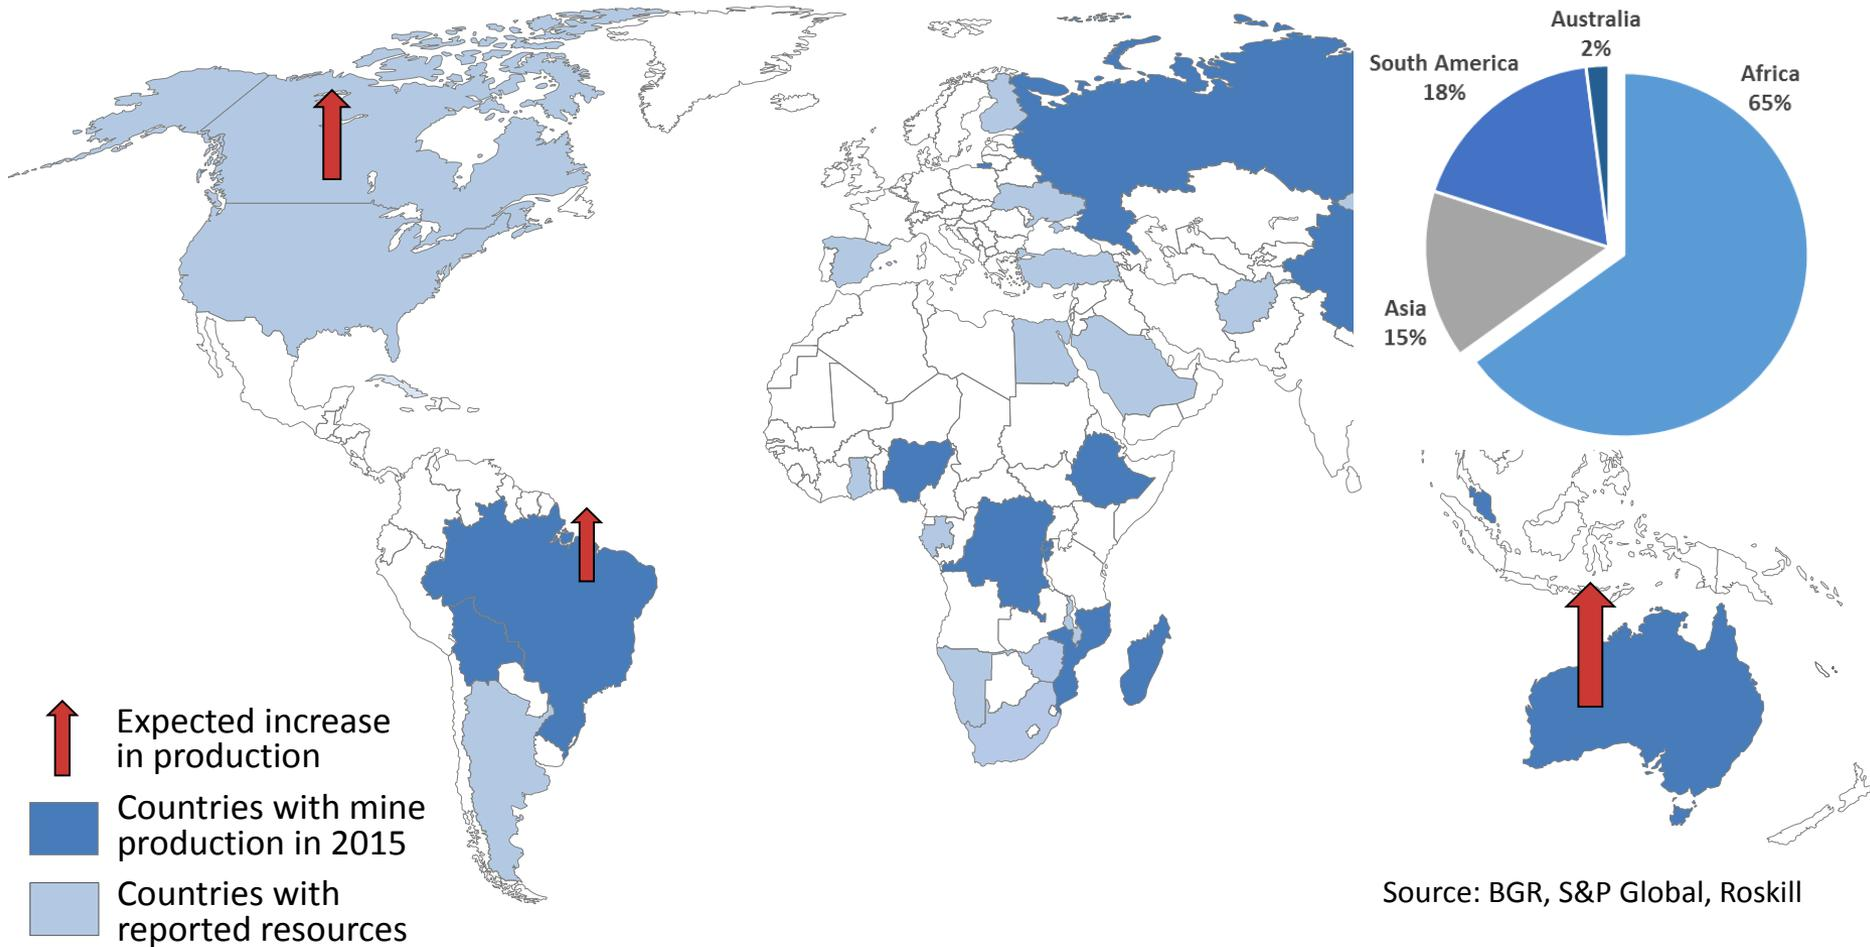 Australia
2%
South America
18%
Africa
65%
Asia
15%
Expected increase
in production
Countries with mine
production in 2015
Countries with
reported resources
Source: BGR, S&P Global, Roskill